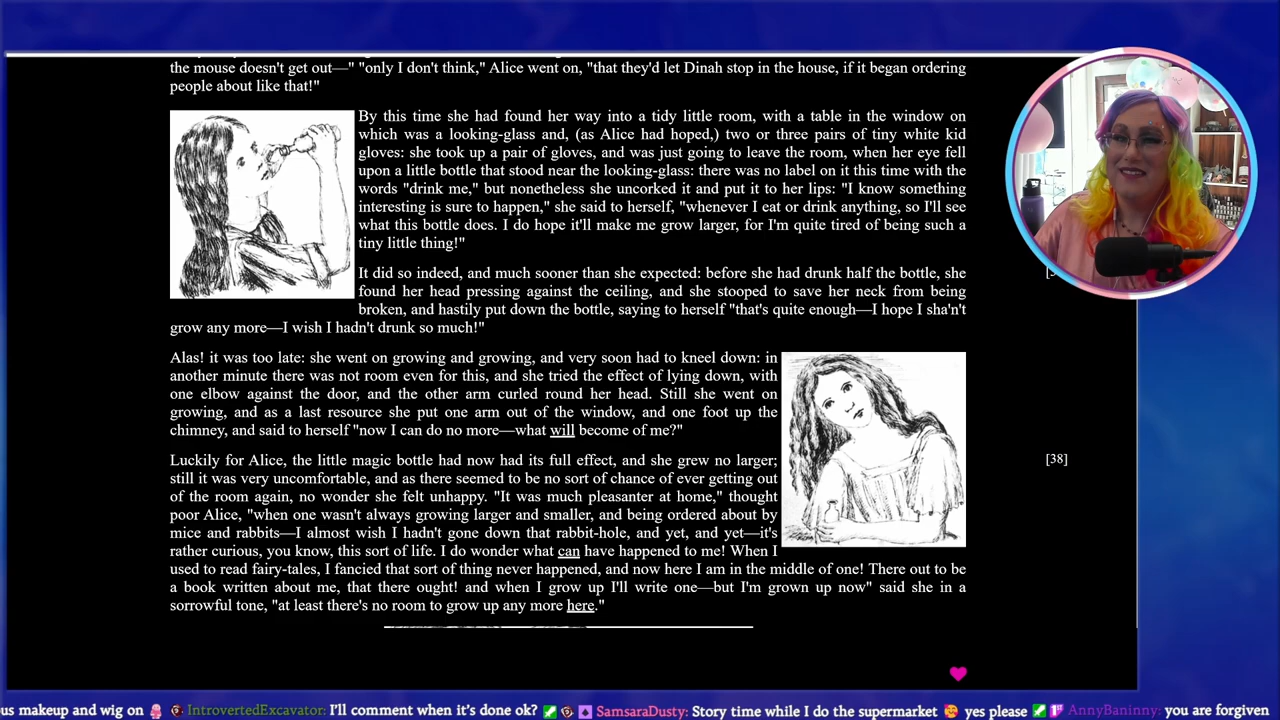 the mouse doesn't get out—" "only I don't think," Alice went on, "that they'd let Dinah stop in the house, if it began ordering
people about like that!"
By this time she had found her way into a tidy little room, with a table in the window on
which was a looking-glass and, (as Alice had hoped,) two or three pairs of tiny white kid
gloves: she took up a pair of gloves, and was just going to leave the room, when her eye fell
upon a little bottle that stood near the looking-glass: there was no label on it this time with the
words "drink me," but nonetheless she uncorked it and put it to her lips: "I know something
interesting is sure to happen," she said to herself, "whenever I eat or drink anything, so I'll see
what this bottle does. I do hope it'll make me grow larger, for I'm quite tired of being such a
tiny little thing!"
It did so indeed, and much sooner than she expected: before she had drunk half the bottle, she
found her head pressing against the ceiling, and she stooped to save her neck from being
broken, and hastily put down the bottle, saying to herself "that's quite enough—I hope I sha'n't
grow any more—I wish I hadn't drunk so much!"
Alas! it was too late: she went on growing and growing, and very soon had to kneel down: in
another minute there was not room even for this, and she tried the effect of lying down, with
one elbow against the door, and the other arm curled round her head. Still she went on
growing, and as a last resource she put one arm out of the window, and one foot up the
chimney, and said to herself "now I can do no more—what will become of me?"
Luckily for Alice, the little magic bottle had now had its full effect, and she grew no larger;
[38]
still it was very uncomfortable, and as there seemed to be no sort of chance of ever getting out
of the room again, no wonder she felt unhappy. "It was much pleasanter at home," thought
poor Alice, "when one wasn't always growing larger and smaller, and being ordered about by
mice and rabbits—I almost wish I hadn't gone down that rabbit-hole, and yet, and yet—it's
rather curious, you know, this sort of life. I do wonder what can have happened to me! When I
used to read fairy-tales, I fancied that sort of thing never happened, and now here I am in the middle of one! There out to be
a book written about me, that there ought! and when I grow up I'll write one—but I'm grown up now" said she in a
sorrowful tone, "at least there's no room to grow up any more here."
us makeup and wig on IntrovertedExcavator: I'll comment when it's done ok? SamsaraDusty: Story time while I do the supermarket yes please AnnyBaninny: you are forgiven